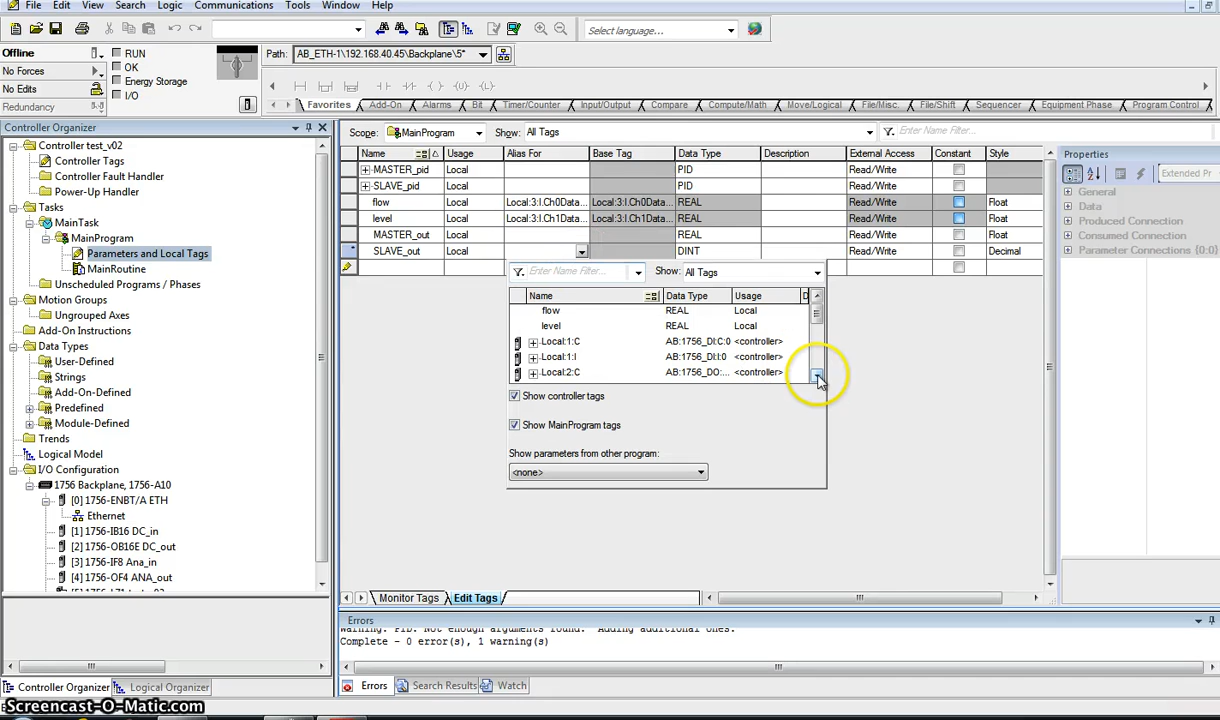 File Edit View Search Logic Communications Tools Window Help
Select language...
Offline RUN Path: AB_ETH-1\192.168.40.45\Backplane\5*
No Forces OK
No Edits Energy Storage
Redundancy I/O
Favorites Add-On Alarms Bit Timer/Counter Input/Output Compare Compute/Math Move/Logical File/Misc. File/Shift Sequencer Equipment Phase Program Control
Controller Organizer
Controller test_v02
Controller Tags
Controller Fault Handler
Power-Up Handler
Tasks
MainTask
MainProgram
Parameters and Local Tags
MainRoutine
Unscheduled Programs / Phases
Motion Groups
Ungrouped Axes
Add-On Instructions
Data Types
User-Defined
Strings
Add-On-Defined
Predefined
Module-Defined
Trends
Logical Model
I/O Configuration
1756 Backplane, 1756-A10
[0] 1756-ENBT/A ETH
Ethernet
[1] 1756-IB16 DC_in
[2] 1756-OB16E DC_out
[3] 1756-IF8 Ana_in
[4] 1756-OF4 ANA_out
Controller Organizer Logical Organizer
Scope: MainProgram Show: All Tags Enter Name Filter...
Name Usage Alias For Base Tag Data Type Description External Access Constant Style
MASTER_pid Local PID Read/Write
SLAVE_pid Local PID Read/Write
flow Local Local:3:I.Ch0Data... Local:3:I.Ch0Data... REAL Read/Write Float
level Local Local:3:I.Ch1Data... Local:3:I.Ch1Data... REAL Read/Write Float
MASTER_out Local REAL Read/Write Float
SLAVE_out Local DINT Read/Write Decimal
Enter Name Filter... Show: All Tags
Name Data Type Usage D
flow REAL Local
level REAL Local
Local:1:C AB:1756_DI:C:0 <controller>
Local:1:I AB:1756_DI:I:0 <controller>
Local:2:C AB:1756_DO:... <controller>
Show controller tags
Show MainProgram tags
Show parameters from other program:
<none>
Monitor Tags Edit Tags
Properties
Extended Pr
General
Data
Produced Connection
Consumed Connection
Parameter Connections {0:0}
Errors
Warning: PID: Not enough arguments found. Adding additional ones.
Complete - 0 error(s), 1 warning(s)
Errors Search Results Watch
Screencast-O-Matic.com